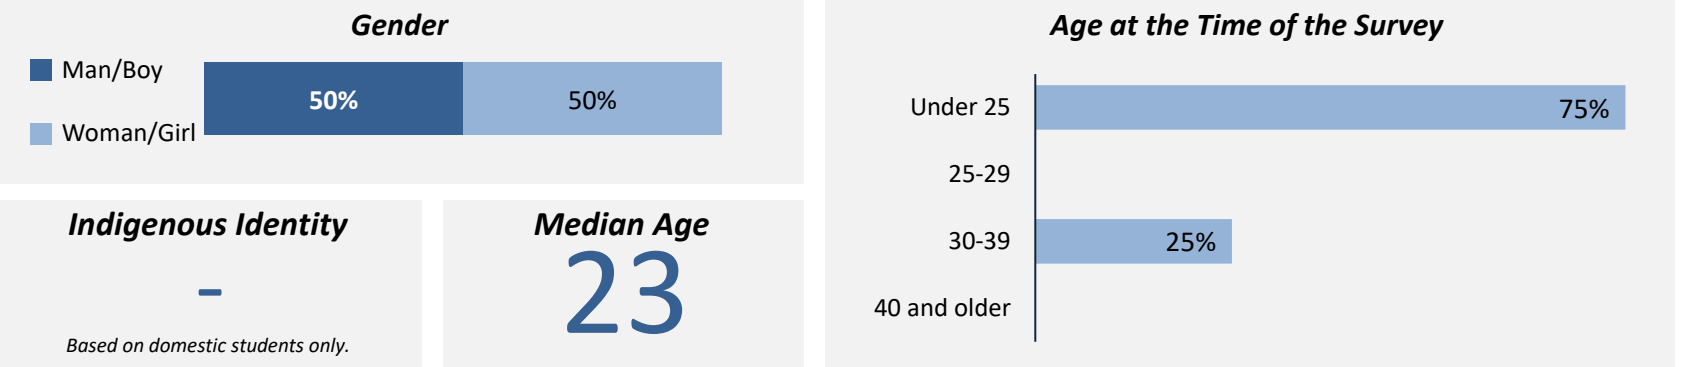 Gender
Man/Boy
Woman/Girl
50%
50%
Indigenous Identity
-
Based on domestic students only.
Median Age
23
Age at the Time of the Survey
Under 25
75%
25-29
30-39
25%
40 and older